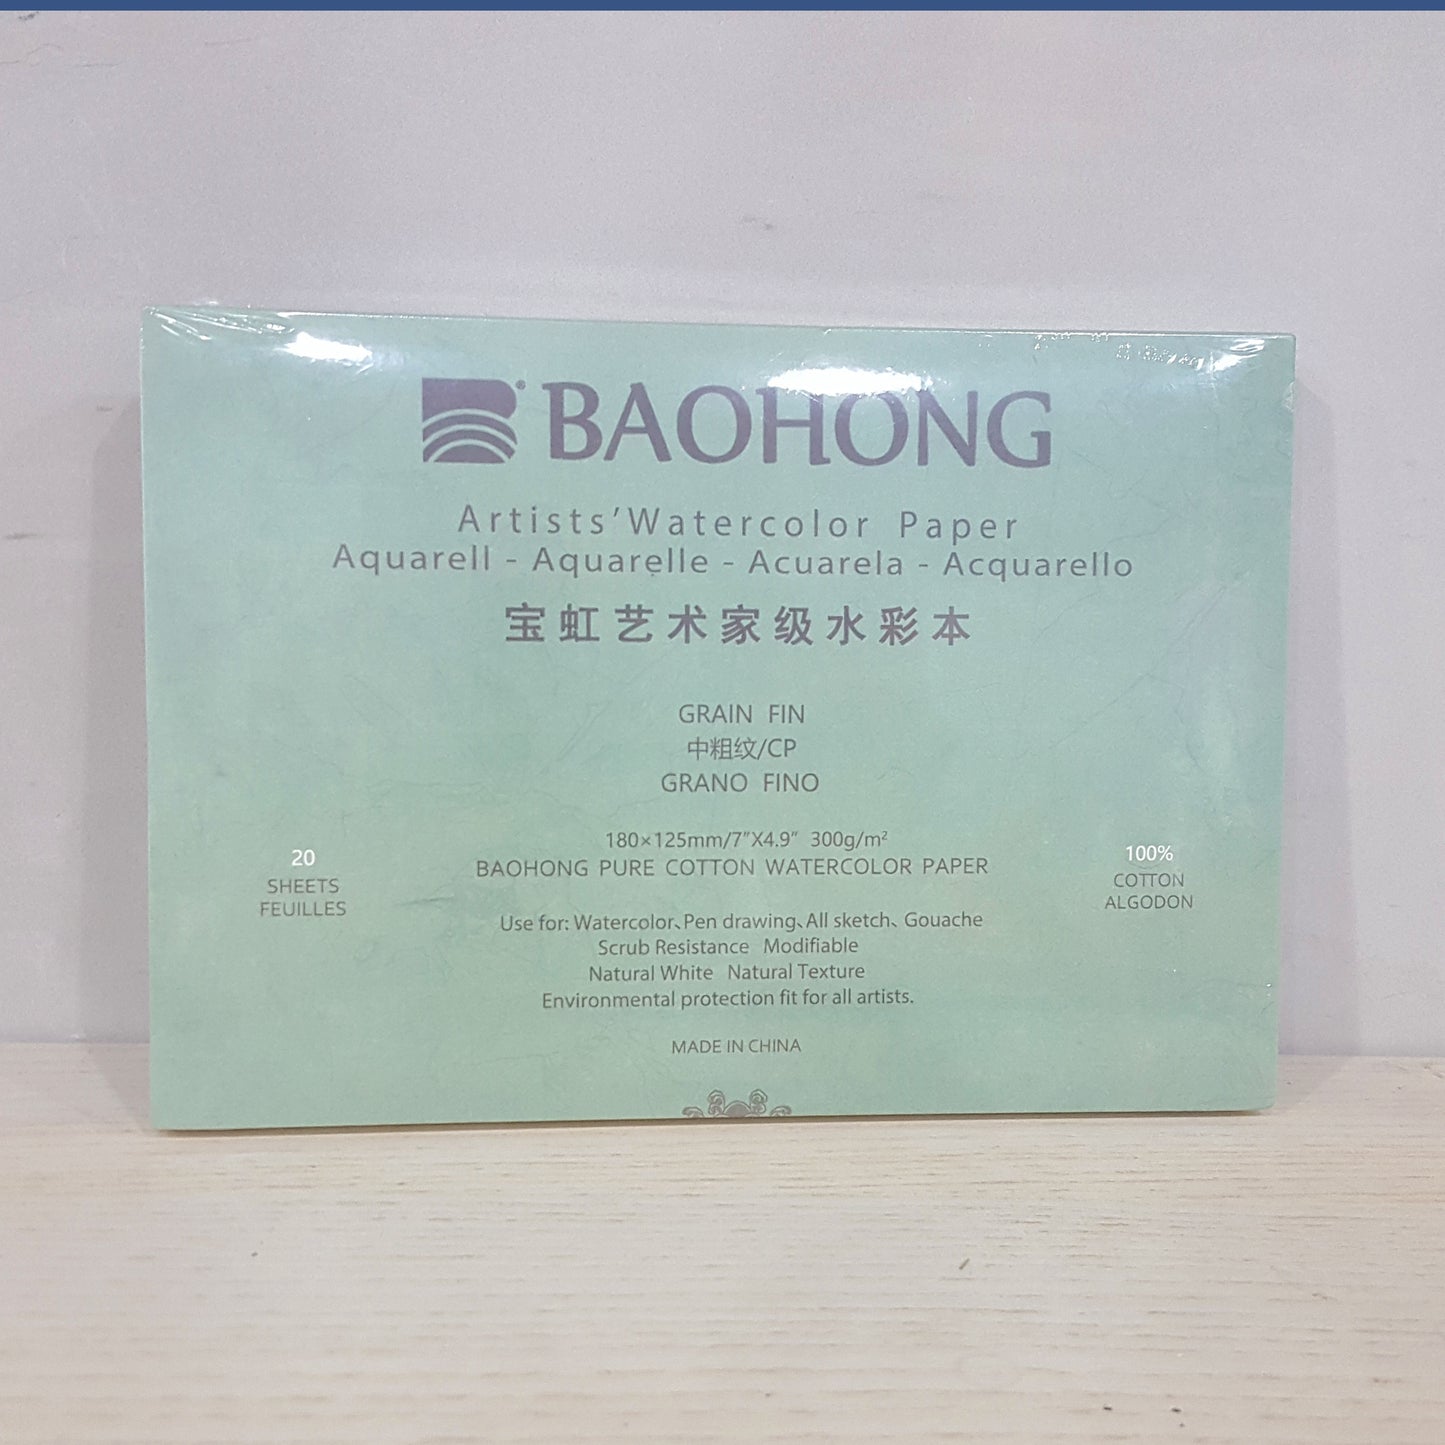 BAOHONG
Artists' Watercolor Paper
Aquarell - Aquarelle - Acuarela - Acquarello
宝虹艺术家级水彩本
GRAIN FIN
中粗纹/CP
GRANO FINO
180×125mm/7”X4.9” 300g/m²
BAOHONG PURE COTTON WATERCOLOR PAPER
20
SHEETS
FEUILLES
100%
COTTON
ALGODON
Use for: Watercolor、Pen drawing、All sketch、Gouache
Scrub Resistance Modifiable
Natural White Natural Texture
Environmental protection fit for all artists.
MADE IN CHINA